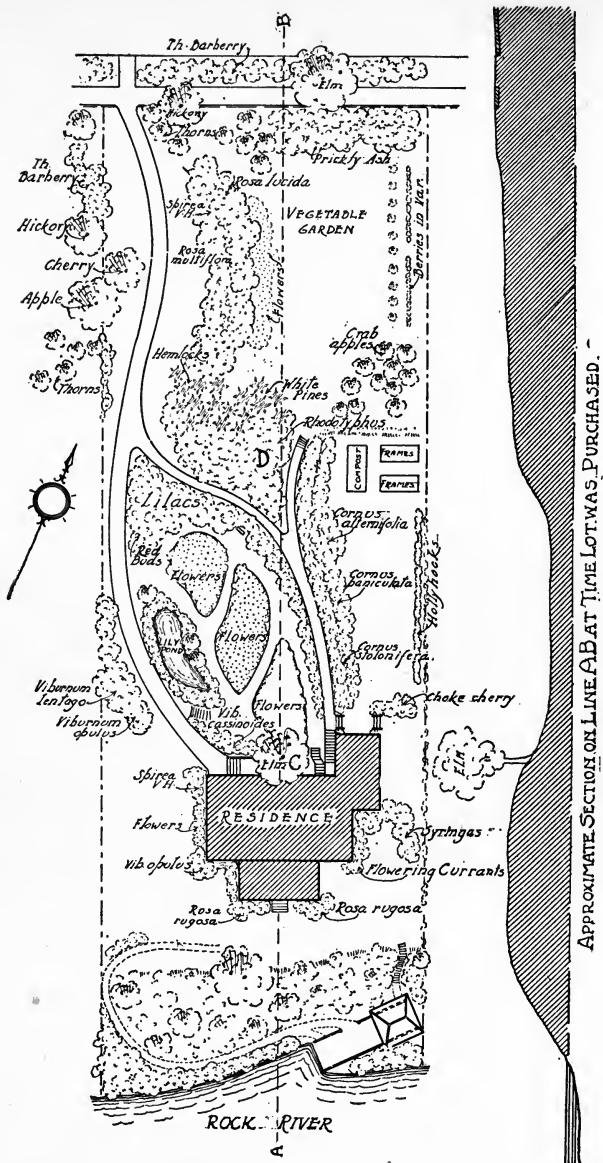 B
Th. Barberry
Elm
Hickory
Thorns
Prickly Ash
Th.
Barberry
Rosa lucida
Spirea
V H
VEGETABLE
GARDEN
Berries in Var.
Hickory
Rosa
multiflora
Flowers
Cherry
Apple
Crab
apples
Hemlocks
White
Pines
Thorns
Rhodotyphus
D
COMPOST
FRAMES
FRAMES
Lilacs
Cornus
alternifolia
Red
Buds
Flowers
Cornus
paniculata
Hollyhocks
Flowers
LILY
POND
Cornus
stolonifera
Viburnum
lentago
Viburnum
opulus
Vib.
cassinoides
Flowers
Choke cherry
Elm
C
Elm
Spirea
V H
RESIDENCE
Flowers
Syringas
Vib opulus
Flowering Currants
Rosa
rugosa
Rosa rugosa
ROCK RIVER
A
APPROXIMATE SECTION ON LINE AB AT TIME LOT WAS PURCHASED.-